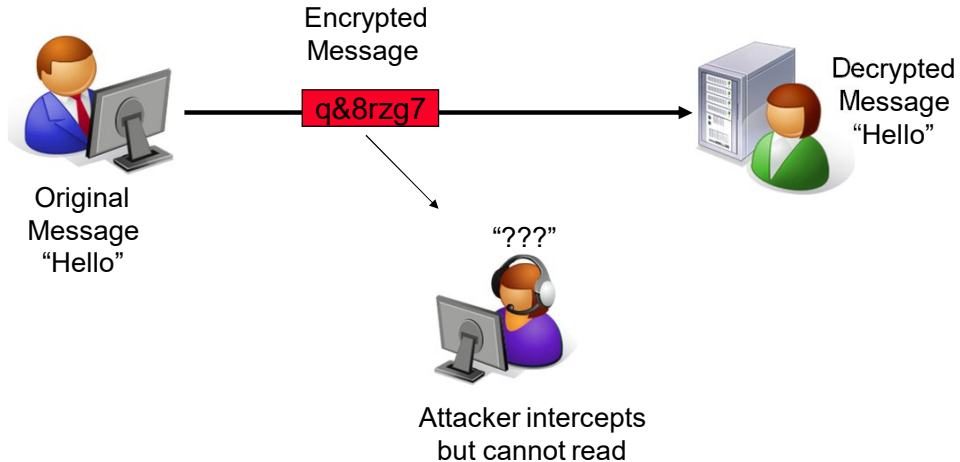 Encrypted
Message
q&8rzg7
Decrypted
Message
“Hello”
Original
Message
“Hello”
“???”
Attacker intercepts
but cannot read